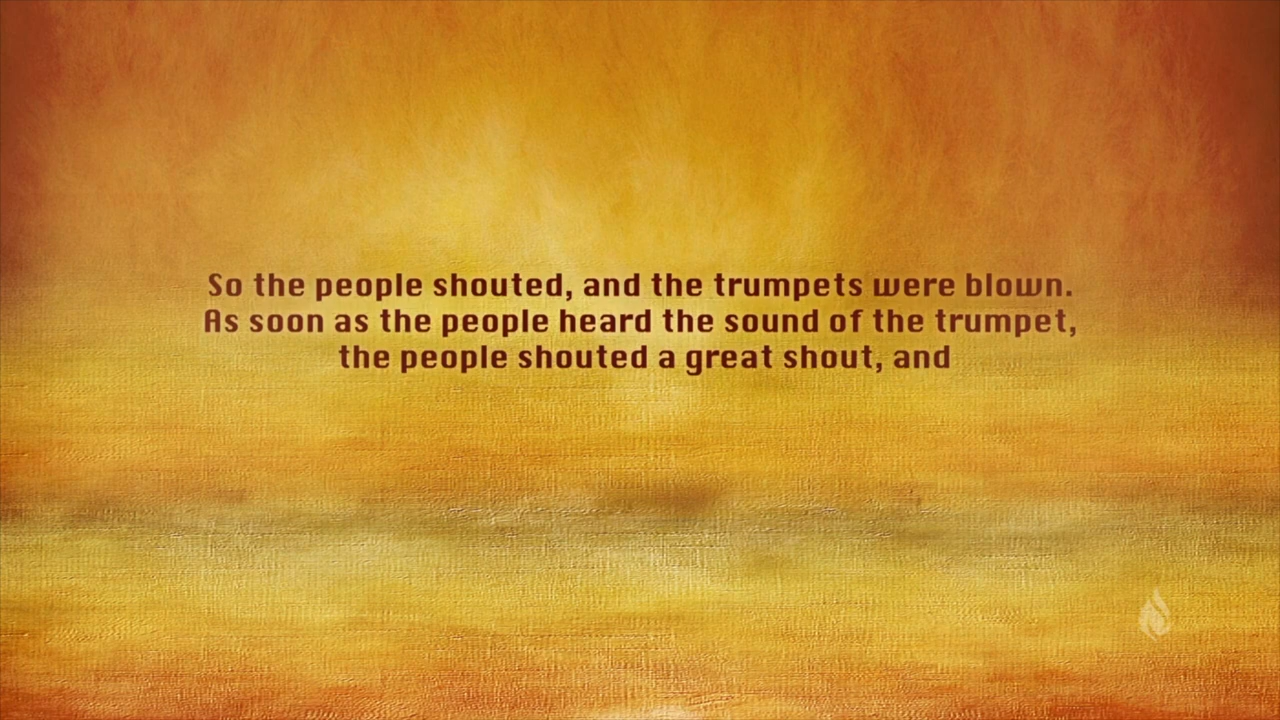 So the people shouted, and the trumpets were blown.
As soon as the people heard the sound of the trumpet,
the people shouted a great shout, and